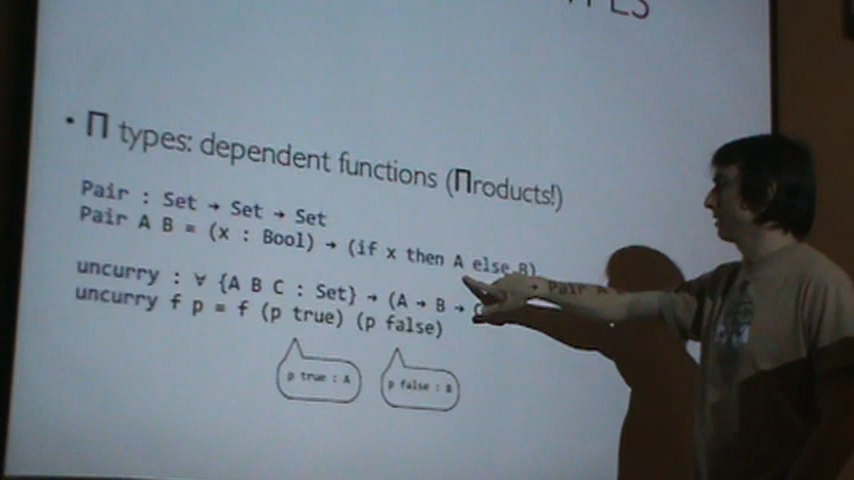 • Π types: dependent functions (Πroducts!)
Pair : Set → Set → Set
Pair A B = (x : Bool) → (if x then A else B)
uncurry : ∀ {A B C : Set} → (A → B → → Pair A
uncurry f p = f (p true) (p false)
p true : A
p false : B